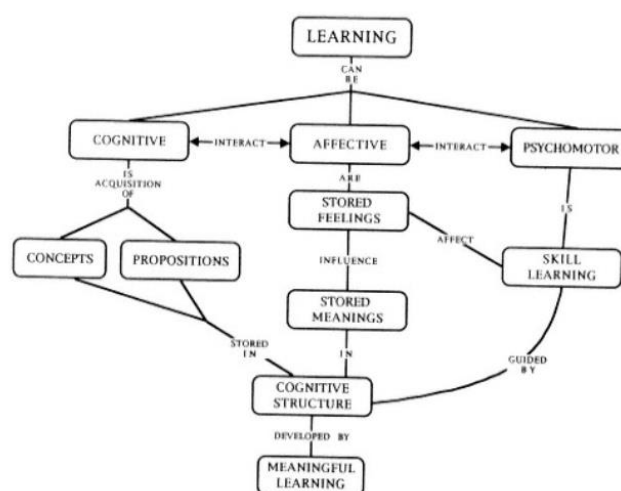 LEARNING
CAN
BE
COGNITIVE
INTERACT
AFFECTIVE
INTERACT
PSYCHOMOTOR
IS
ACQUISITION
OF
ARE
STORED
FEELINGS
IS
AFFECT
CONCEPTS
PROPOSITIONS
INFLUENCE
SKILL
LEARNING
STORED
MEANINGS
STORED
IN
IN
GUIDED
BY
COGNITIVE
STRUCTURE
DEVELOPED BY
MEANINGFUL
LEARNING